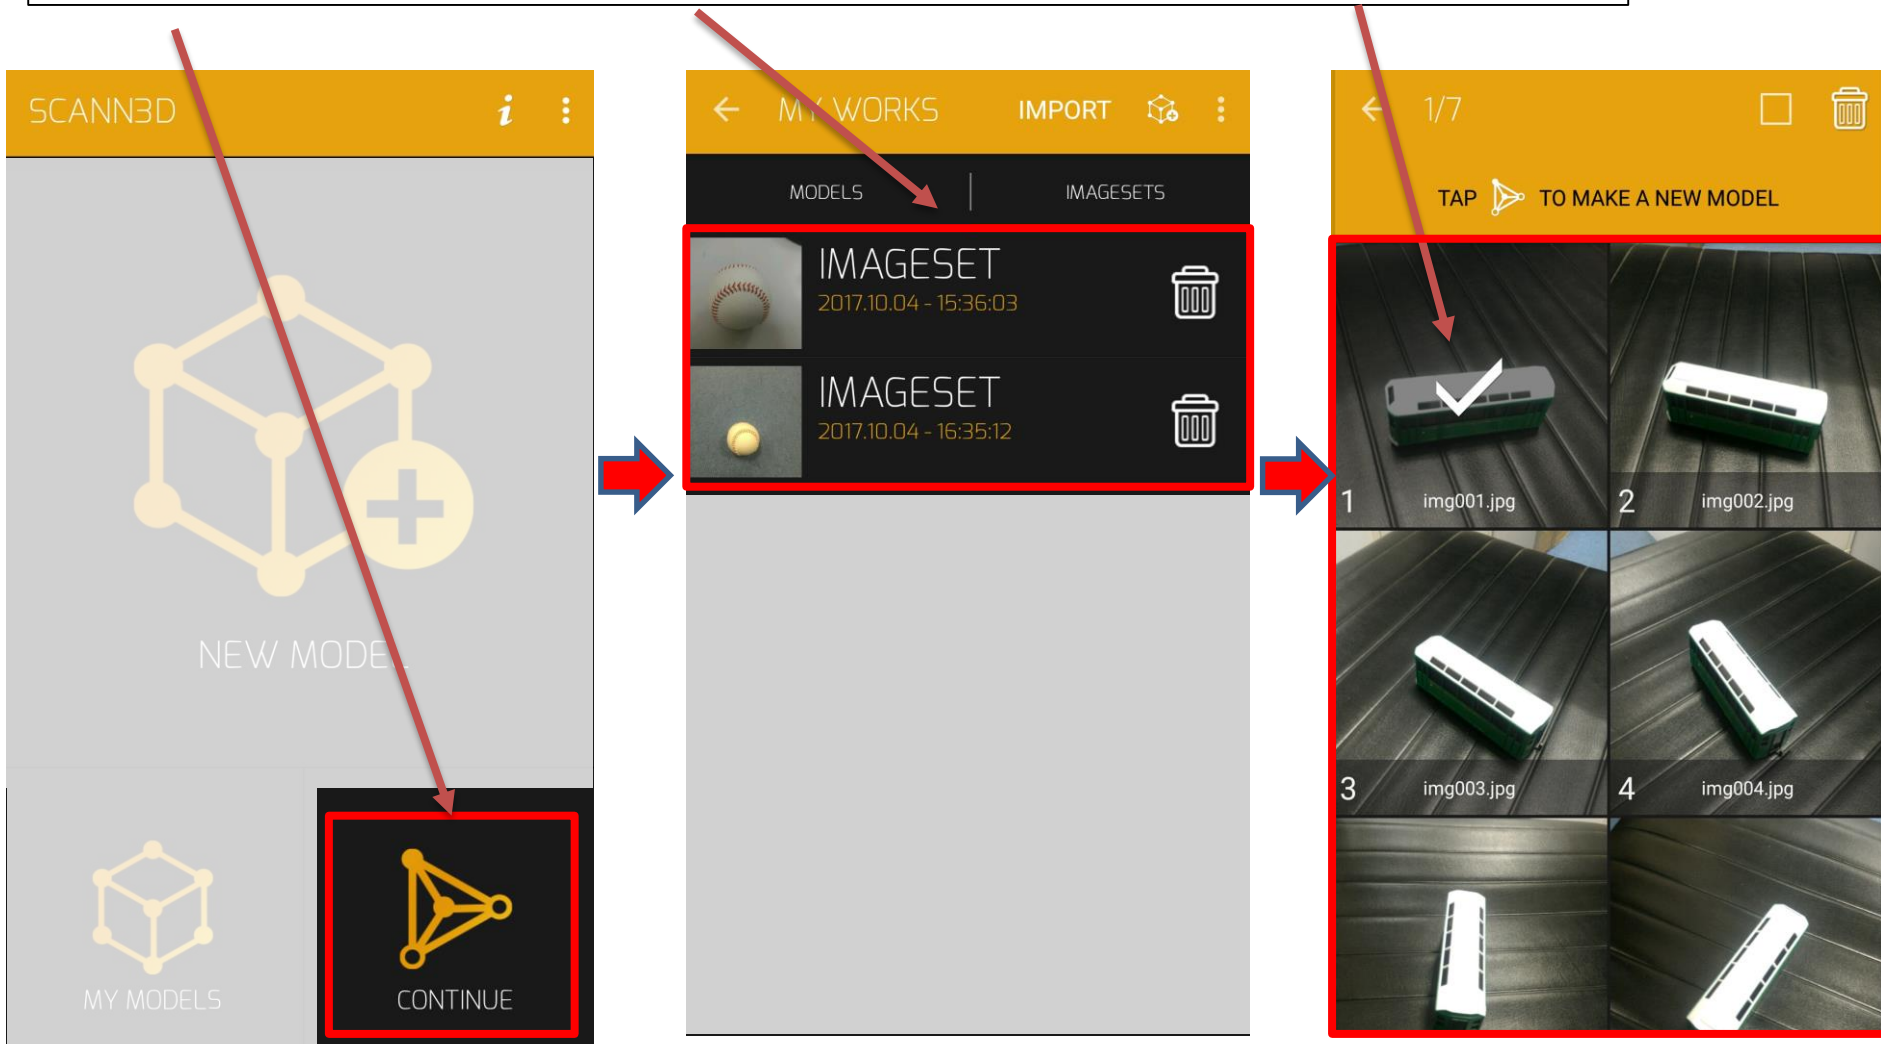 SCANN3D
NEW MODEL
MY MODELS
CONTINUE
MY WORKS
IMPORT
MODELS
IMAGESETS
IMAGESET
2017.10.04 - 15:36:03
IMAGESET
2017.10.04 - 16:35:12
1/7
TAP TO MAKE A NEW MODEL
1 img001.jpg
2 img002.jpg
3 img003.jpg
4 img004.jpg